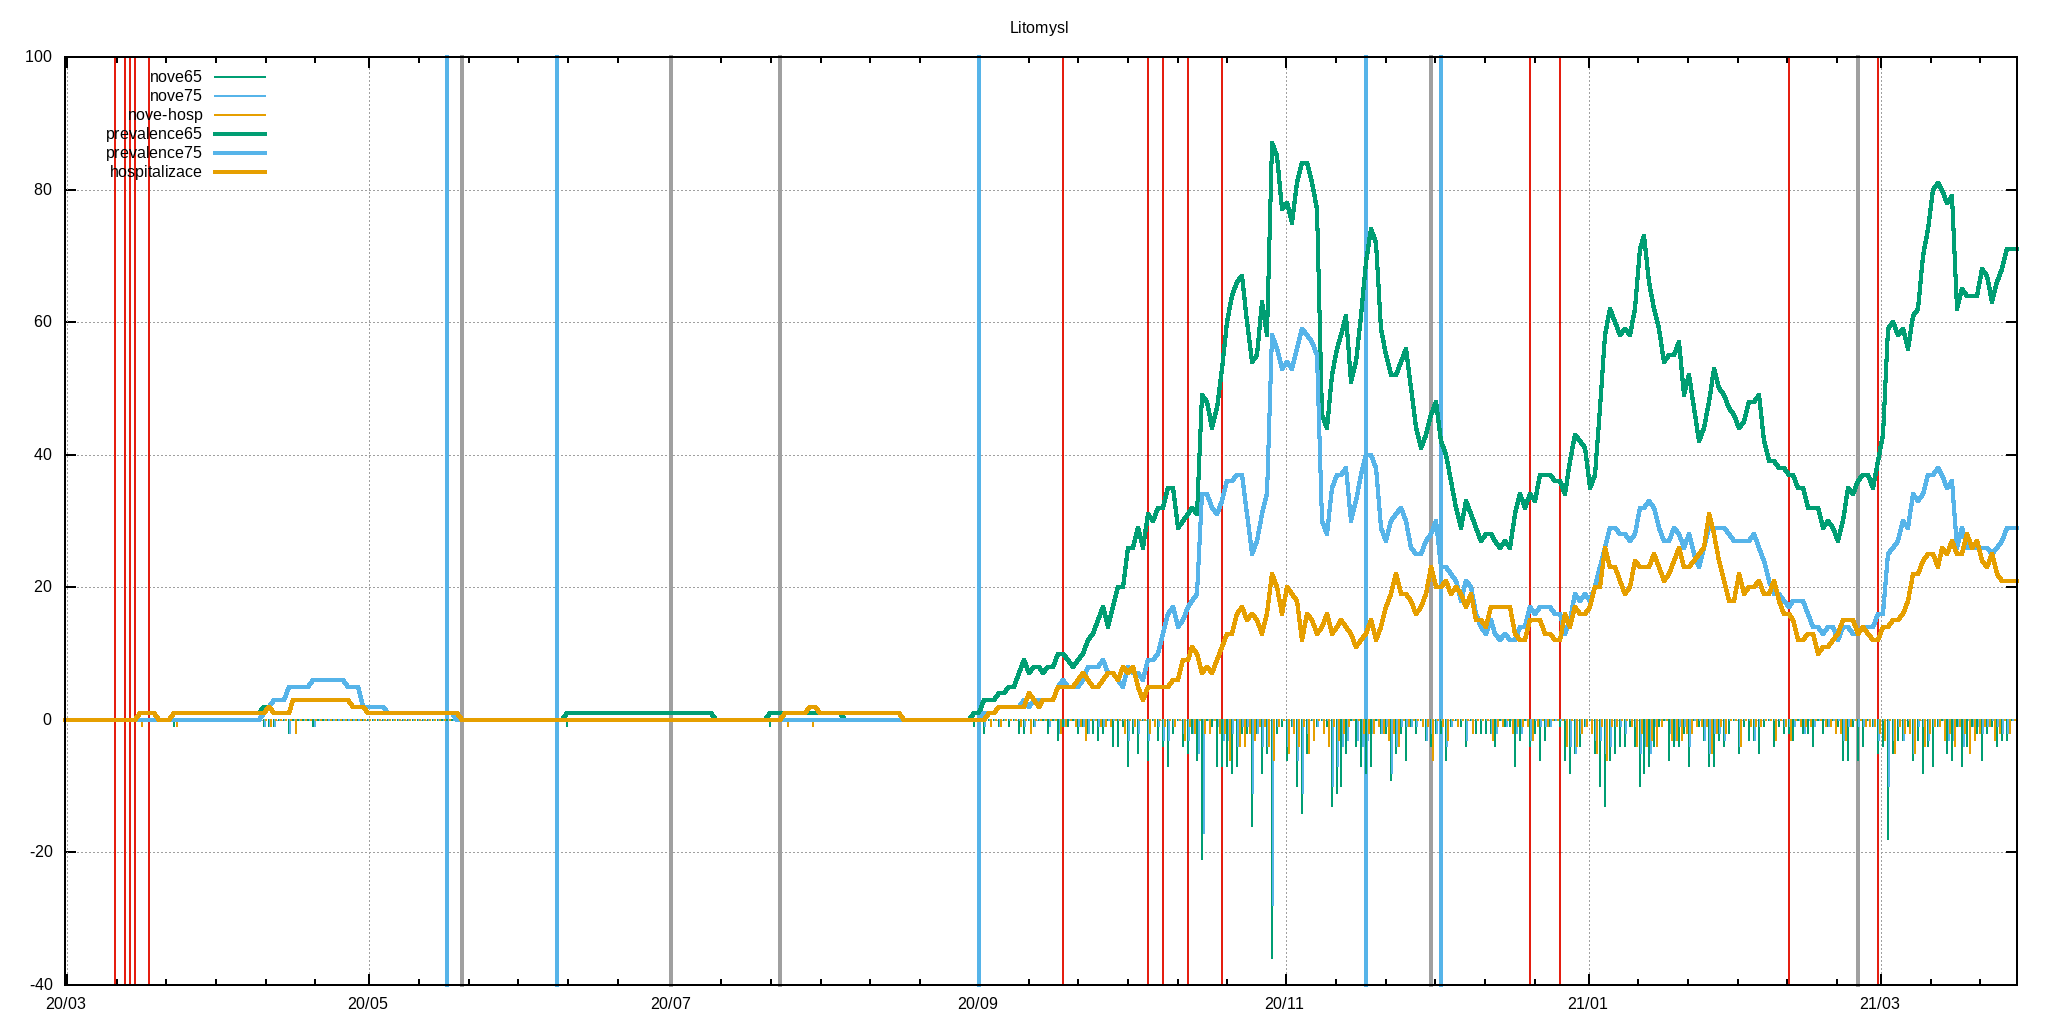 Litomysl
100
nove65
nove75
nove-hosp
prevalence65
prevalence75
hospitalizace
80
60
40
20
0
-20
-40
20/03 20/05 20/07 20/09 20/11 21/01 21/03